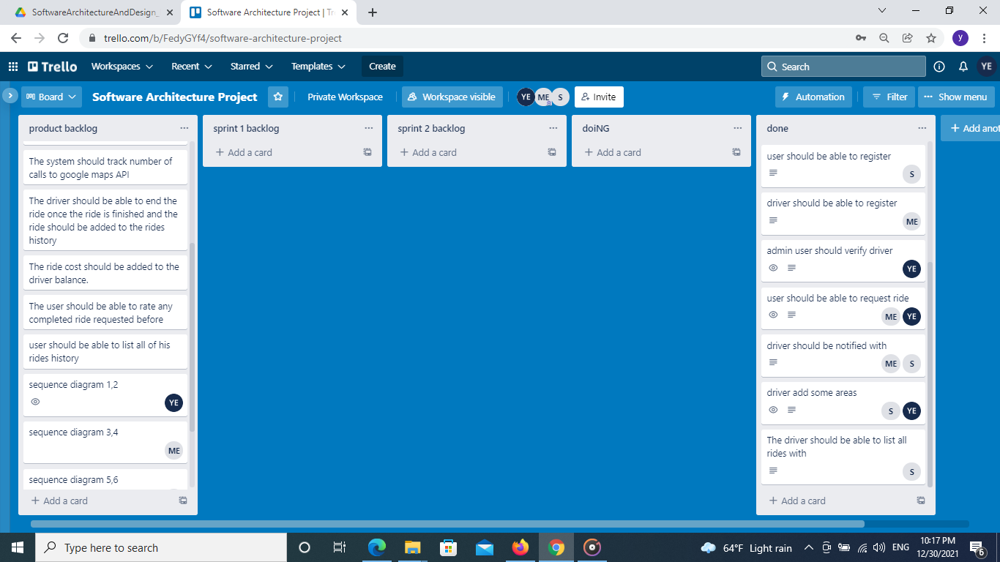 SoftwareArchitectureAndDesign_
Software Architecture Project | Tr
trello.com/b/FedyGYf4/software-architecture-project
y
Trello
Workspaces
Recent
Starred
Templates
Create
Search
YE
Board
Software Architecture Project
Private Workspace
Workspace visible
YE
ME
S
Invite
Automation
Filter
Show menu
product backlog
The system should track number of
calls to google maps API
The driver should be able to end the
ride once the ride is finished and the
ride should be added to the rides
history
The ride cost should be added to the
driver balance.
The user should be able to rate any
completed ride requested before
user should be able to list all of his
rides history
sequence diagram 1,2
YE
sequence diagram 3,4
ME
sequence diagram 5,6
+ Add a card
sprint 1 backlog
+ Add a card
sprint 2 backlog
+ Add a card
doiNG
+ Add a card
done
user should be able to register
S
driver should be able to register
ME
admin user should verify driver
YE
user should be able to request ride
ME YE
driver should be notified with
ME S
driver add some areas
S YE
The driver should be able to list all
rides with
S
+ Add a card
+ Add anot
Type here to search
64°F Light rain
ENG
10:17 PM
12/30/2021
6